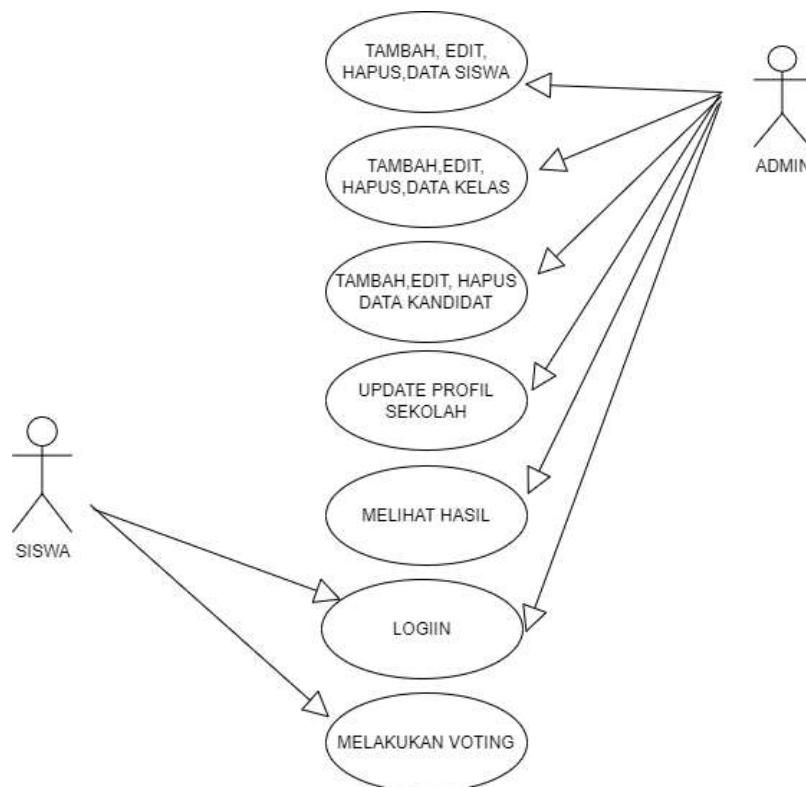 TAMBAH, EDIT,
HAPUS,DATA SISWA
ADMIN
TAMBAH,EDIT,
HAPUS,DATA KELAS
TAMBAH,EDIT, HAPUS
DATA KANDIDAT
UPDATE PROFIL
SEKOLAH
MELIHAT HASIL
SISWA
LOGIIN
MELAKUKAN VOTING